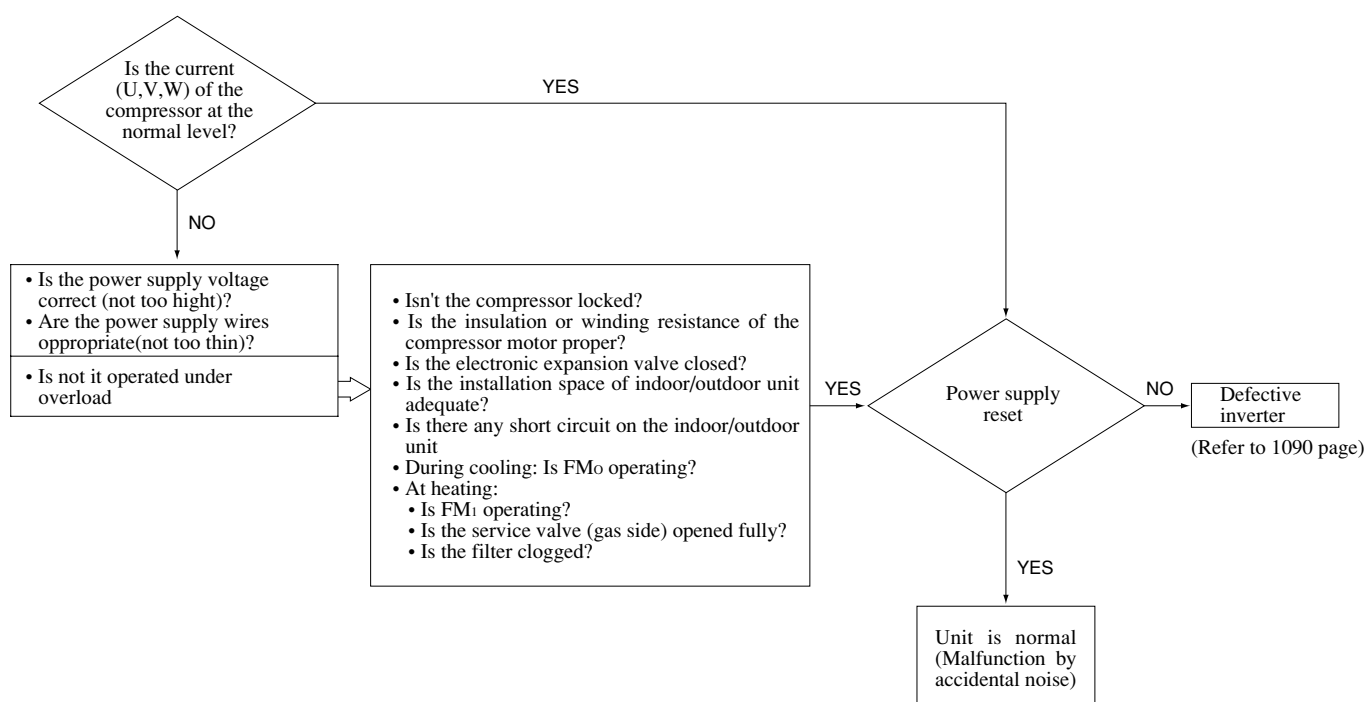 Is the current
(U,V,W) of the
compressor at the
normal level?
YES
NO
• Is the power supply voltage
correct (not too hight)?
• Are the power supply wires
oppropriate(not too thin)?
• Is not it operated under
overload
• Isn't the compressor locked?
• Is the insulation or winding resistance of the
compressor motor proper?
• Is the electronic expansion valve closed?
• Is the installation space of indoor/outdoor unit
adequate?
• Is there any short circuit on the indoor/outdoor
unit
• During cooling: Is FMO operating?
• At heating:
• Is FM1 operating?
• Is the service valve (gas side) opened fully?
• Is the filter clogged?
YES
Power supply
reset
NO
Defective
inverter
(Refer to 1090 page)
YES
Unit is normal
(Malfunction by
accidental noise)